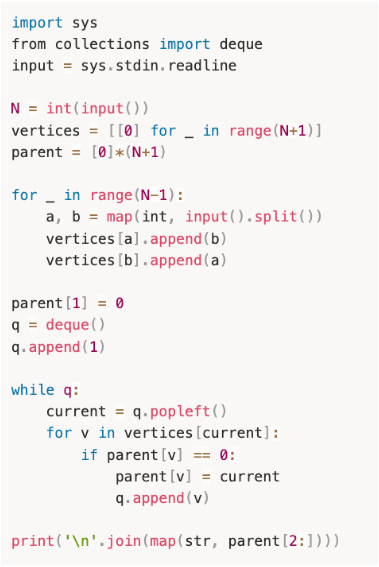 import sys
from collections import deque
input = sys.stdin.readline

N = int(input())
vertices = [[0] for _ in range(N+1)]
parent = [0]*(N+1)

for _ in range(N-1):
    a, b = map(int, input().split())
    vertices[a].append(b)
    vertices[b].append(a)

parent[1] = 0
q = deque()
q.append(1)

while q:
    current = q.popleft()
    for v in vertices[current]:
        if parent[v] == 0:
            parent[v] = current
            q.append(v)

print('\n'.join(map(str, parent[2:])))